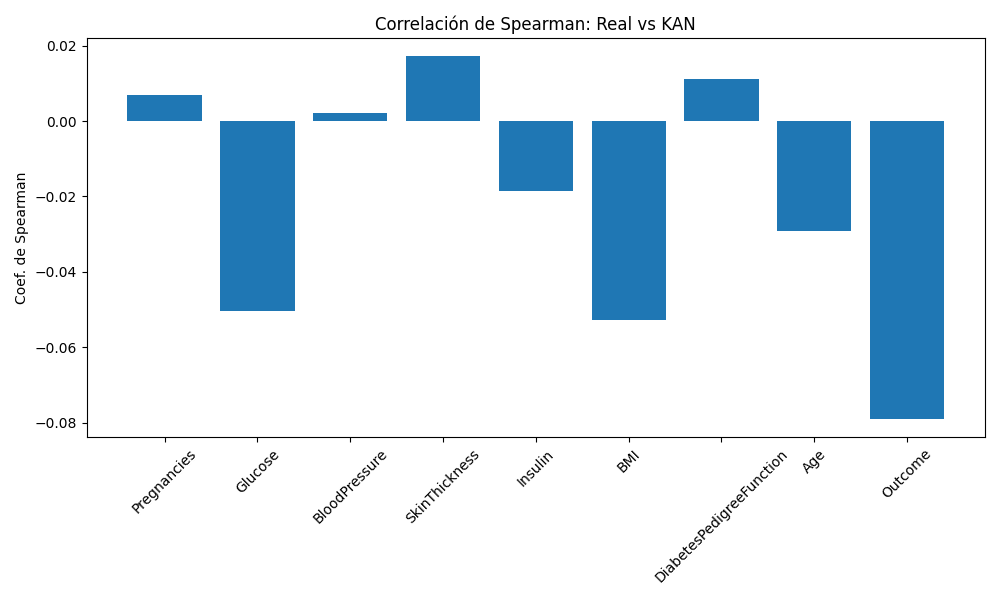 Correlación de Spearman: Real vs KAN
Coef. de Spearman
0.02
0.00
−0.02
−0.04
−0.06
−0.08
Pregnancies
Glucose
BloodPressure
SkinThickness
Insulin
BMI
DiabetesPedigreeFunction
Age
Outcome